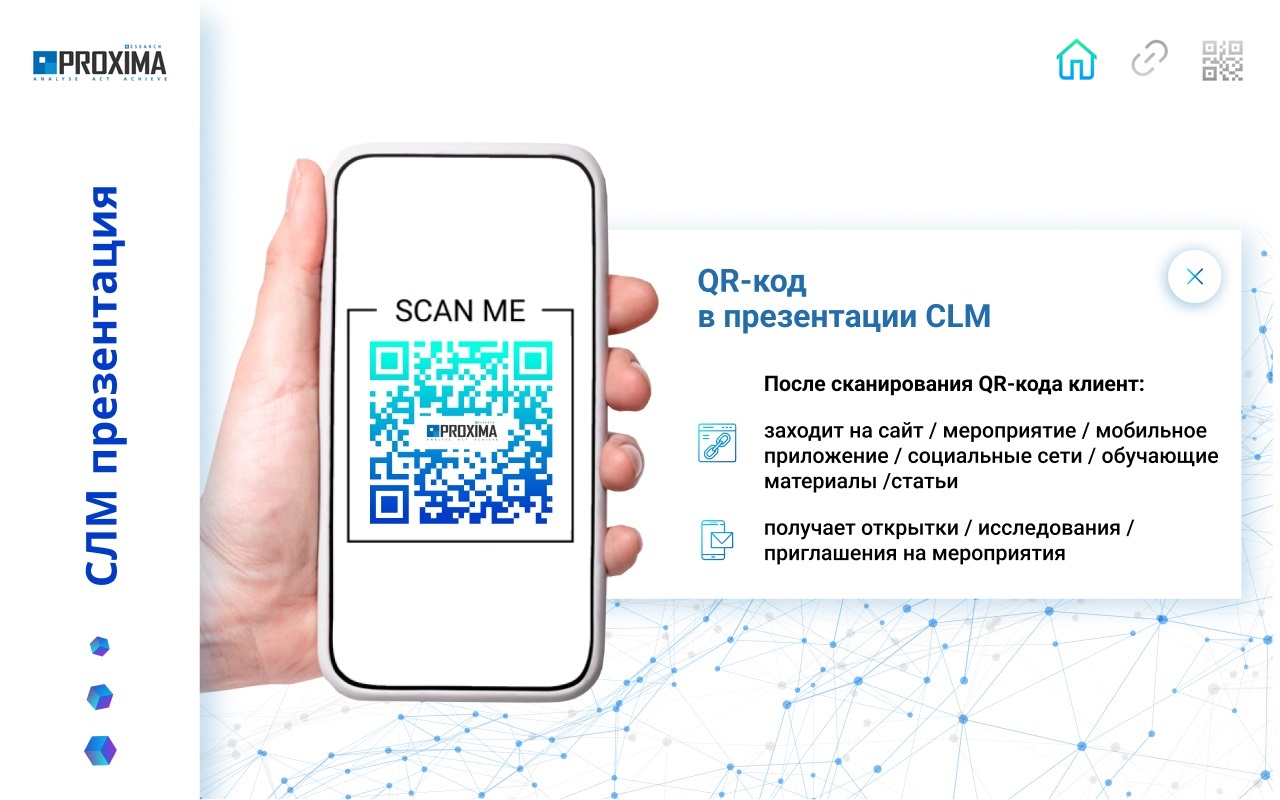 RESEARCH
PROXIMA
ANALYSE ACT ACHIEVE
СЛМ презентация
SCAN ME
PROXIMA
QR-код
в презентации CLM
После сканирования QR-кода клиент:
заходит на сайт / мероприятие / мобильное
приложение / социальные сети / обучающие
материалы /статьи
получает открытки / исследования /
приглашения на мероприятия